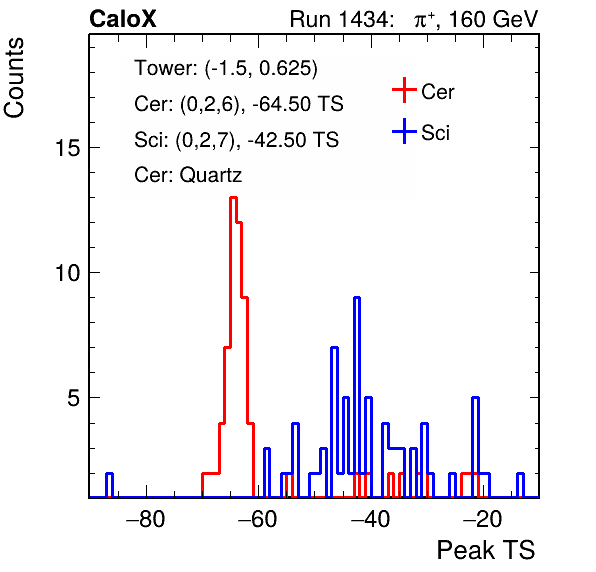 CaloX Run 1434: π⁺, 160 GeV
Counts
Tower: (-1.5, 0.625)
Cer: (0,2,6), -64.50 TS
Sci: (0,2,7), -42.50 TS
Cer: Quartz
Cer
Sci
15
10
5
−80 −60 −40 −20
Peak TS